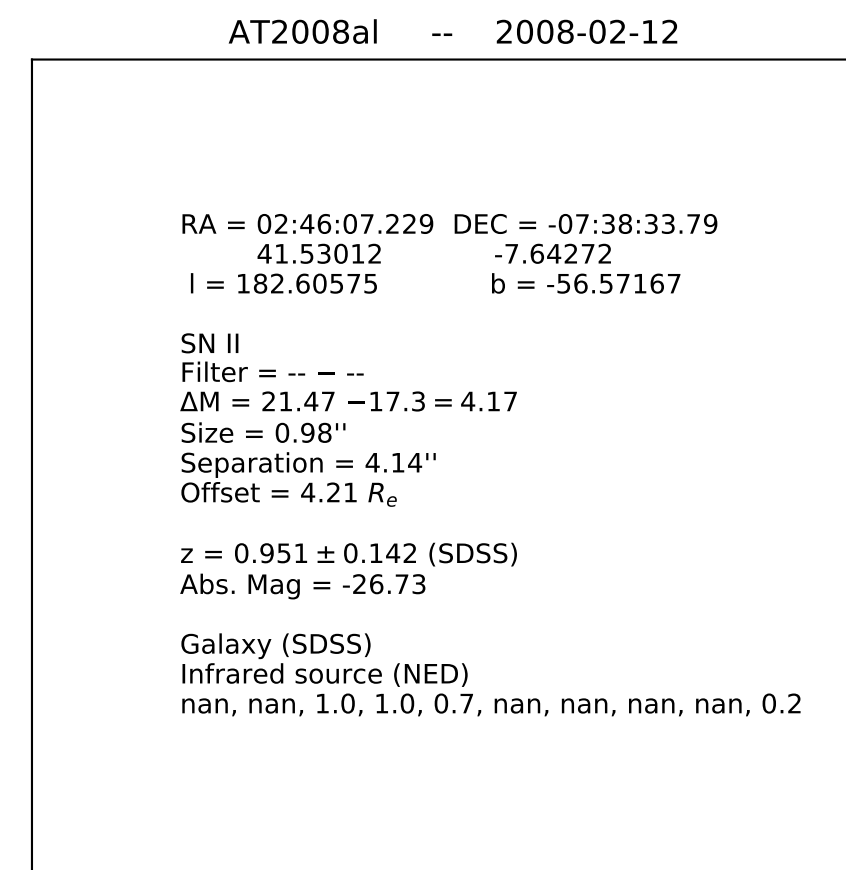 AT2008al -- 2008-02-12
RA = 02:46:07.229 DEC = -07:38:33.79
41.53012 -7.64272
l = 182.60575 b = -56.57167
SN II
Filter = -- − --
ΔM = 21.47 −17.3 = 4.17
Size = 0.98''
Separation = 4.14''
Offset = 4.21 Re
z = 0.951 ± 0.142 (SDSS)
Abs. Mag = -26.73
Galaxy (SDSS)
Infrared source (NED)
nan, nan, 1.0, 1.0, 0.7, nan, nan, nan, nan, 0.2